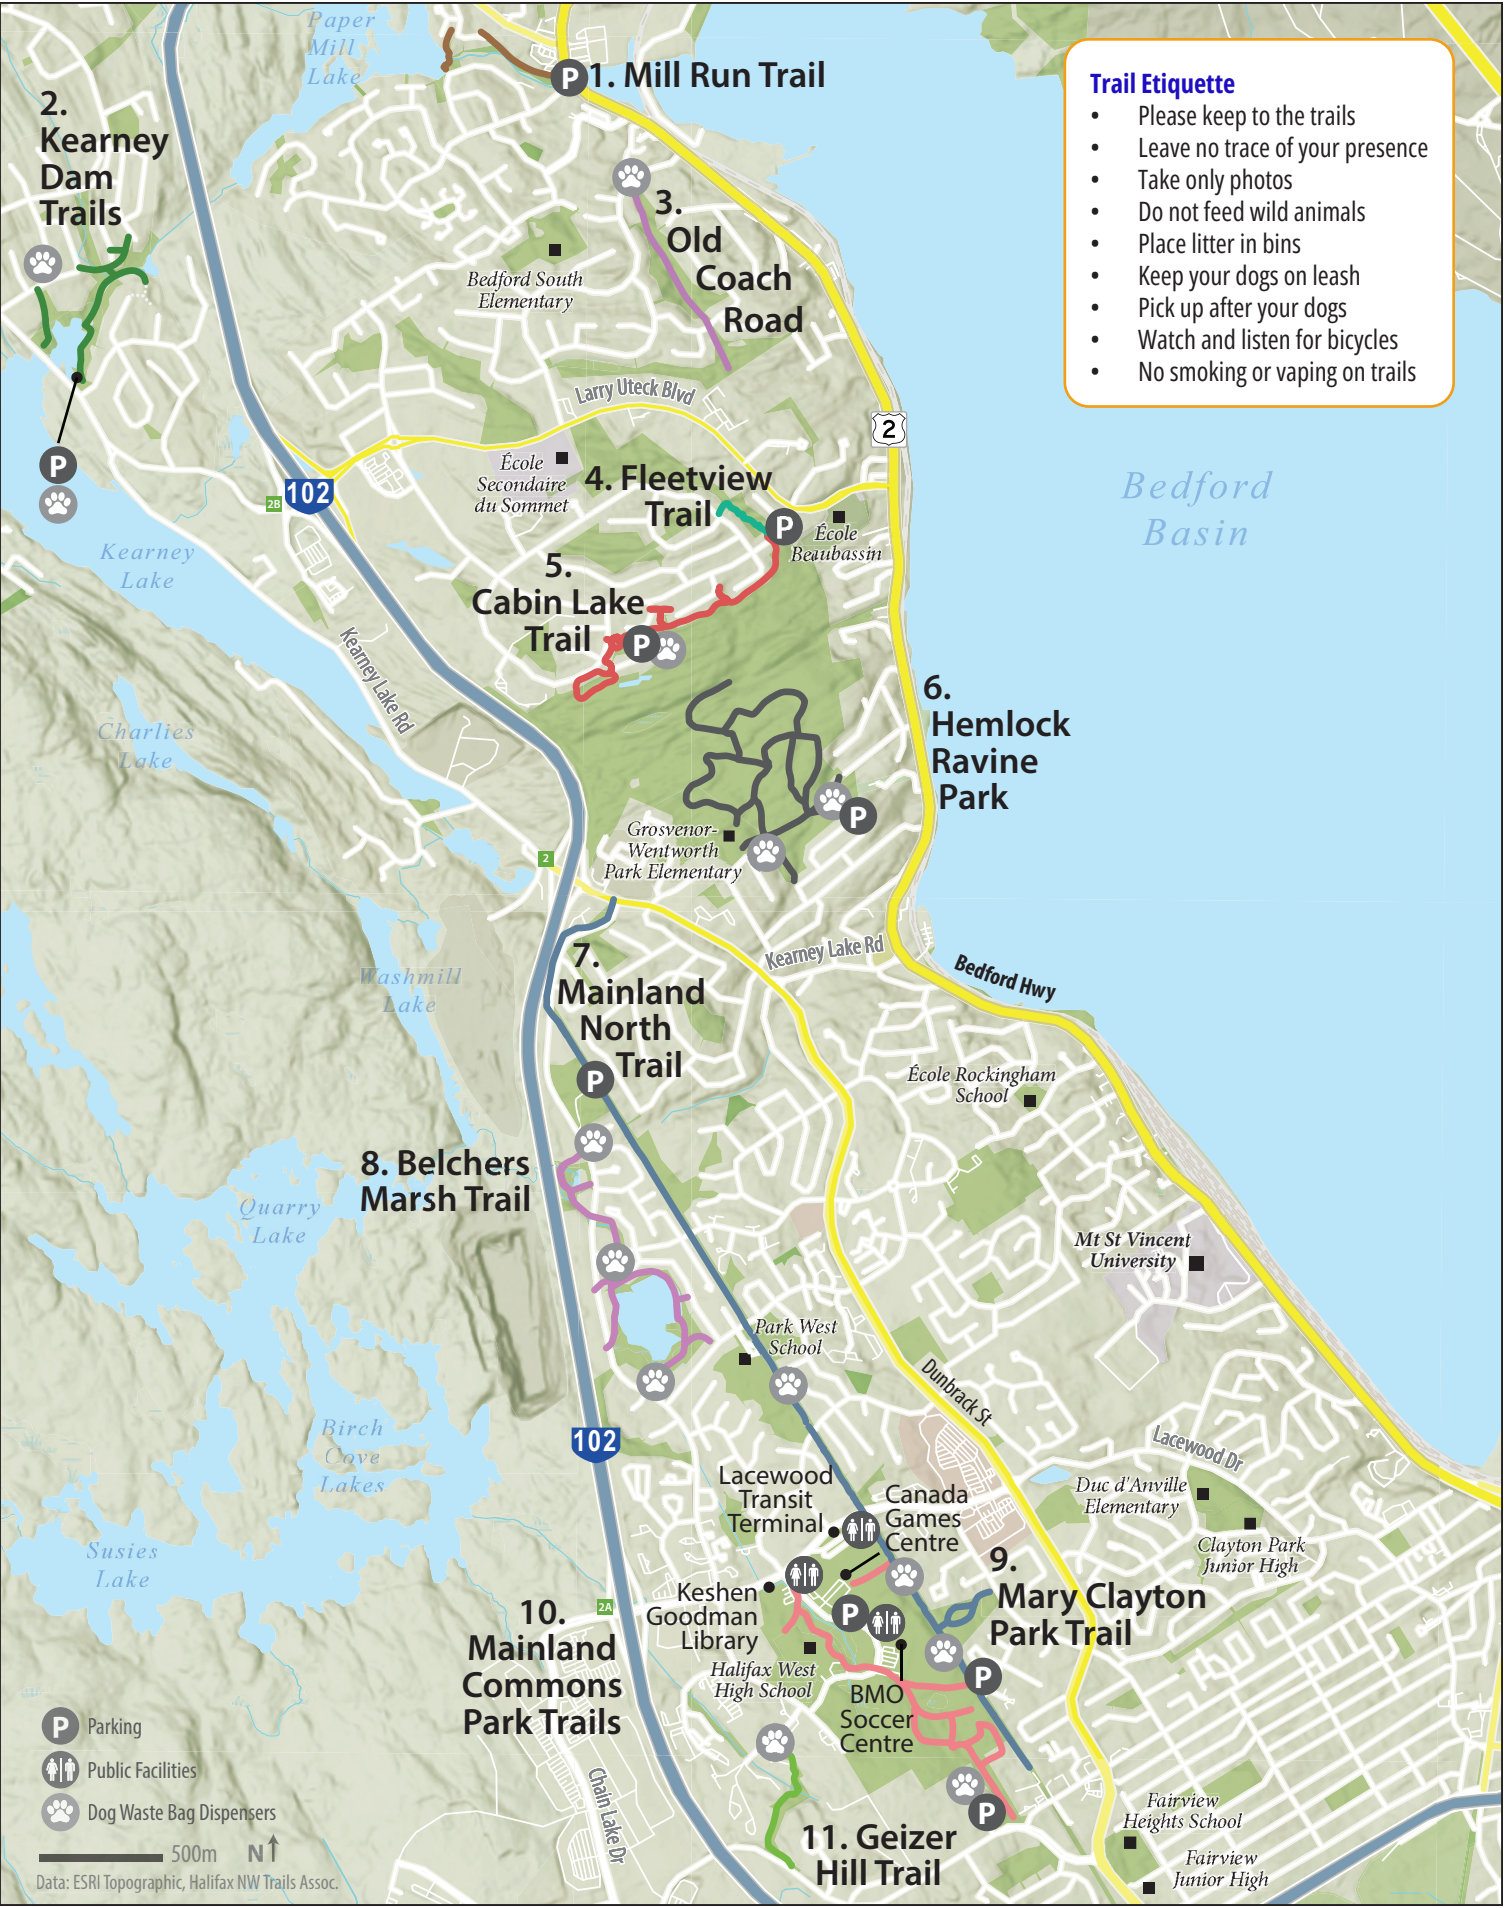 Paper
Mill
Lake
P
1. Mill Run Trail
2.
Kearney
Dam
Trails
Trail Etiquette
• Please keep to the trails
• Leave no trace of your presence
• Take only photos
• Do not feed wild animals
• Place litter in bins
• Keep your dogs on leash
• Pick up after your dogs
• Watch and listen for bicycles
• No smoking or vaping on trails
3.
Old
Coach
Road
Bedford South
Elementary
Larry Uteck Blvd
2
P
École
Secondaire
du Sommet
4. Fleetview
Trail
P
École
Beaubassin
Bedford
Basin
2B
102
Kearney
Lake
5.
Cabin Lake
Trail
P
Kearney Lake Rd
Charlies
Lake
6.
Hemlock
Ravine
Park
P
Grosvenor-
Wentworth
Park Elementary
2
Kearney Lake Rd
Bedford Hwy
Washmill
Lake
7.
Mainland
North
Trail
P
École Rockingham
School
8. Belchers
Marsh Trail
Quarry
Lake
Mt St Vincent
University
Park West
School
Dunbrack St
Birch
Cove
Lakes
102
Lacewood Dr
Lacewood
Transit
Terminal
Canada
Games
Centre
Duc d'Anville
Elementary
Clayton Park
Junior High
Susies
Lake
9.
Mary Clayton
Park Trail
Keshen
Goodman
Library
P
2A
10.
Mainland
Commons
Park Trails
Halifax West
High School
P
BMO
Soccer
Centre
P Parking
Public Facilities
Dog Waste Bag Dispensers
500m N
Data: ESRI Topographic, Halifax NW Trails Assoc.
Chain Lake Dr
P
11. Geizer
Hill Trail
Fairview
Heights School
Fairview
Junior High